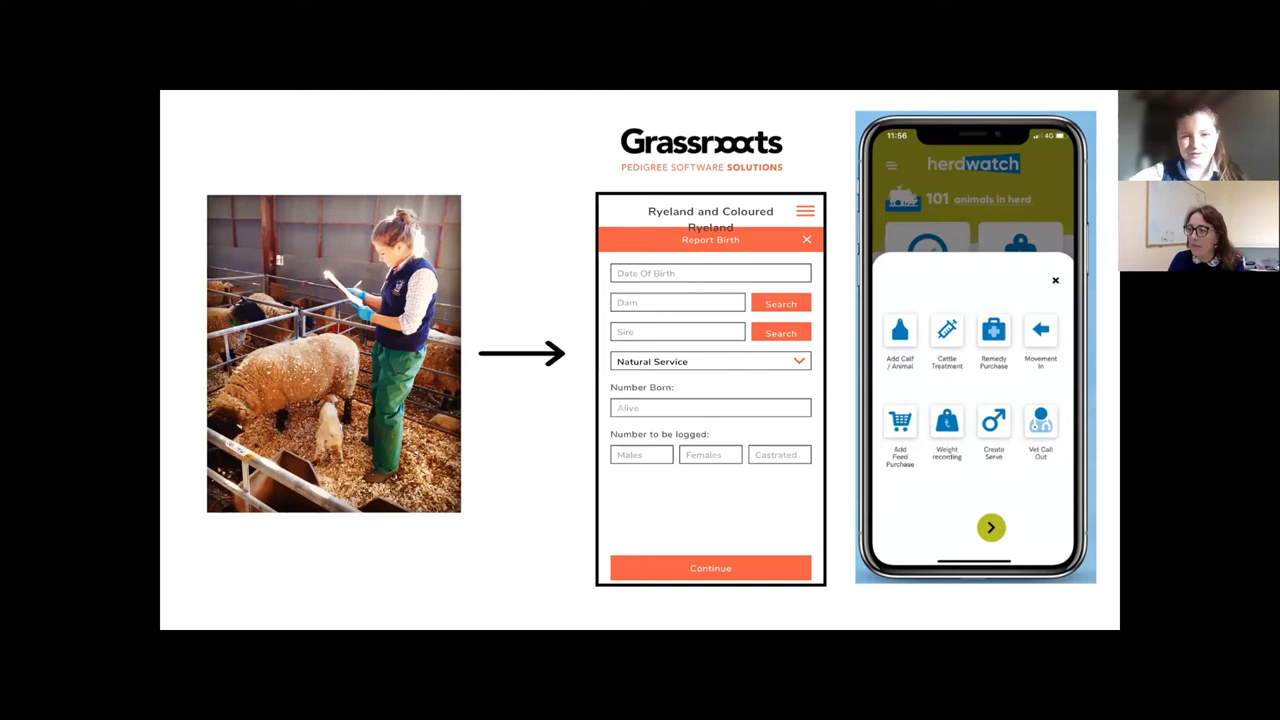 Grassroots
PEDIGREE SOFTWARE SOLUTIONS
Ryeland and Coloured
Ryeland
Report Birth
Date Of Birth
Dam
Search
Sire
Search
Natural Service
Number Born:
Alive
Number to be logged:
Males
Females
Castrated
Continue
11:56
4G
herdwatch
101 animals in herd
Add Calf
/ Animal
Cattle
Treatment
Remedy
Purchase
Movement
In
Add
Feed
Purchase
Weight
recording
Create
Serve
Vet Call
Out